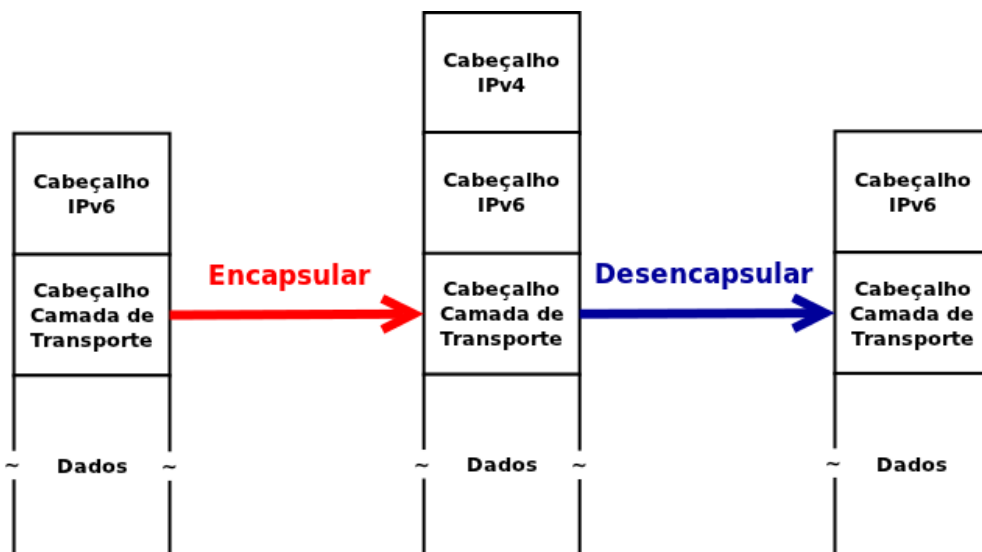 Cabeçalho
IPv4
Cabeçalho
IPv6
Cabeçalho
IPv6
Cabeçalho
IPv6
Encapsular
Desencapsular
Cabeçalho
Camada de
Transporte
Cabeçalho
Camada de
Transporte
Cabeçalho
Camada de
Transporte
~ Dados ~
~ Dados ~
~ Dados